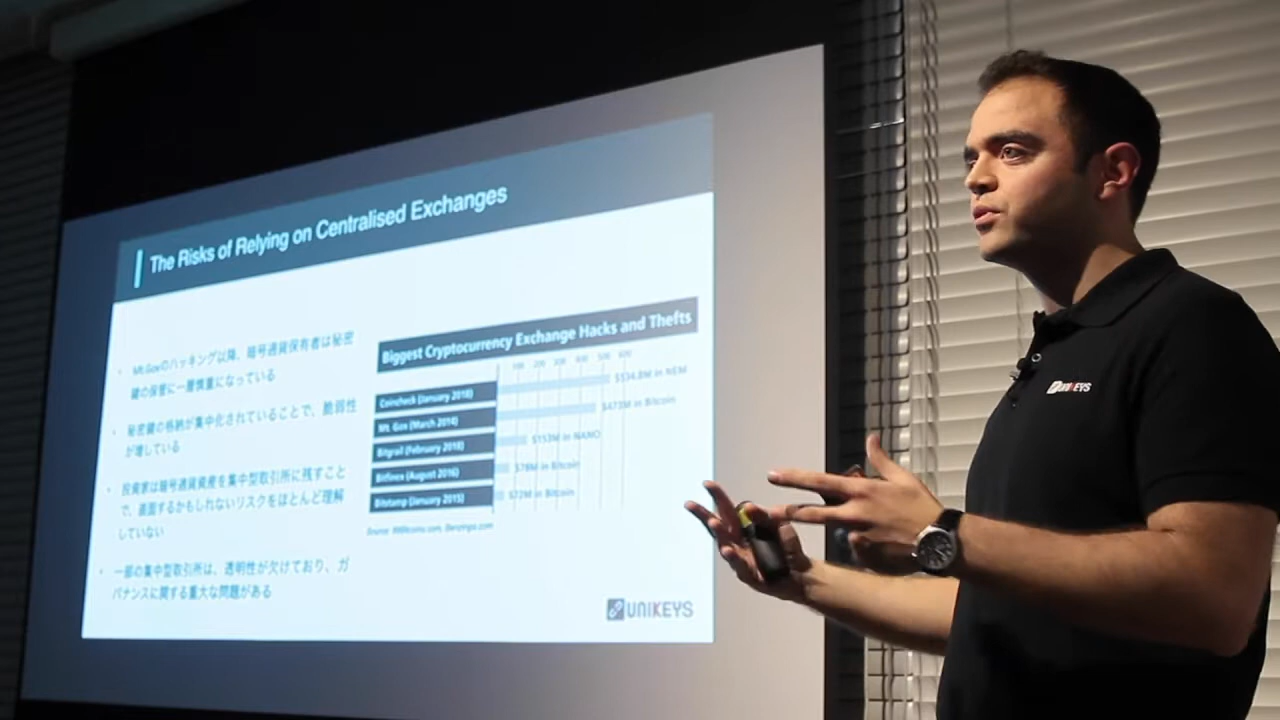 The Risks of Relying on Centralised Exchanges
Mt.Goxのハッキング以降、暗号通貨保有者は秘密
鍵の保管に一層慎重になっている
秘密鍵の格納が集中化されていることで、脆弱性
が増している
投資家は暗号通貨資産を集中型取引所に残すこと
で、直面するかもしれないリスクをほとんど理解
していない
一部の集中型取引所は、透明性が欠けており、ガ
バナンスに関する重大な問題がある
Biggest Cryptocurrency Exchange Hacks and Thefts
100 200 300 400 500 600
Coincheck (January 2018) $534.8M in NEM
Mt. Gox (March 2014) $473M in Bitcoin
Bitgrail (February 2018) $153M in NANO
Bitfinex (August 2016) $78M in Bitcoin
Bitstamp (January 2015) $72M in Bitcoin
Source:
UNIKEYS
UNIKEYS